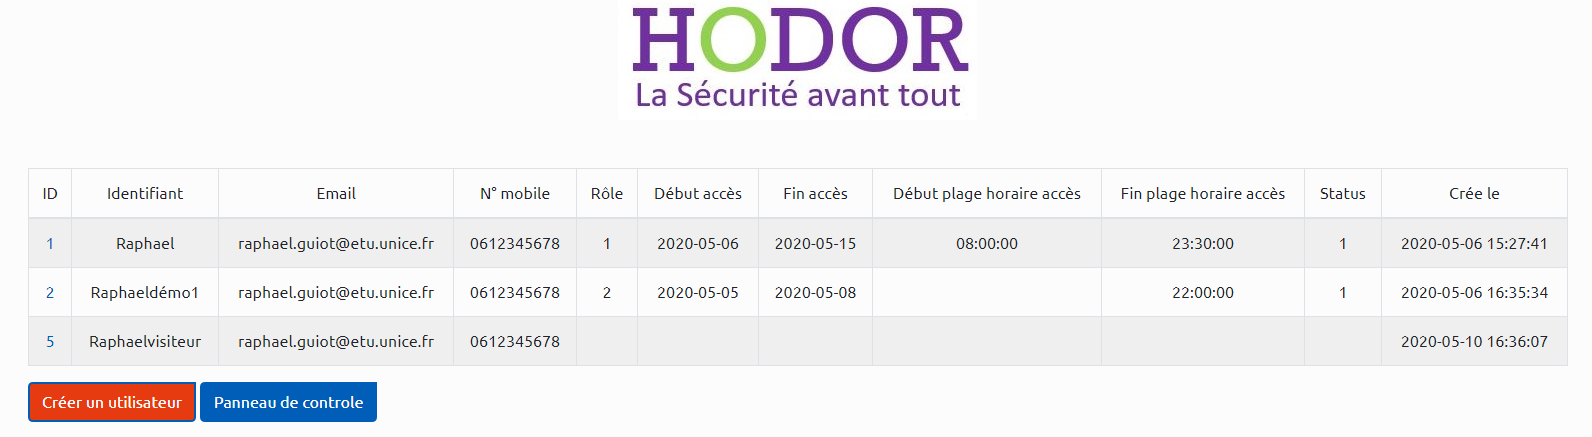 HODOR
La Sécurité avant tout
ID Identifiant Email N° mobile Rôle Début accès Fin accès Début plage horaire accès Fin plage horaire accès Status Crée le
1 Raphael raphael.guiot@etu.unice.fr 0612345678 1 2020-05-06 2020-05-15 08:00:00 23:30:00 1 2020-05-06 15:27:41
2 Raphaeldémo1 raphael.guiot@etu.unice.fr 0612345678 2 2020-05-05 2020-05-08 22:00:00 1 2020-05-06 16:35:34
5 Raphaelvisiteur raphael.guiot@etu.unice.fr 0612345678 2020-05-10 16:36:07
Créer un utilisateur Panneau de controle